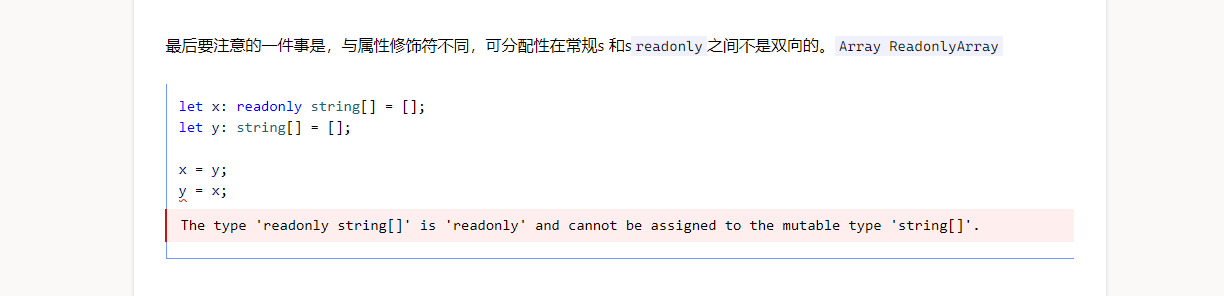 最后要注意的一件事是，与属性修饰符不同，可分配性在常规s 和s readonly 之间不是双向的。 Array ReadonlyArray
let x: readonly string[] = [];
let y: string[] = [];
x = y;
y = x;
The type 'readonly string[]' is 'readonly' and cannot be assigned to the mutable type 'string[]'.